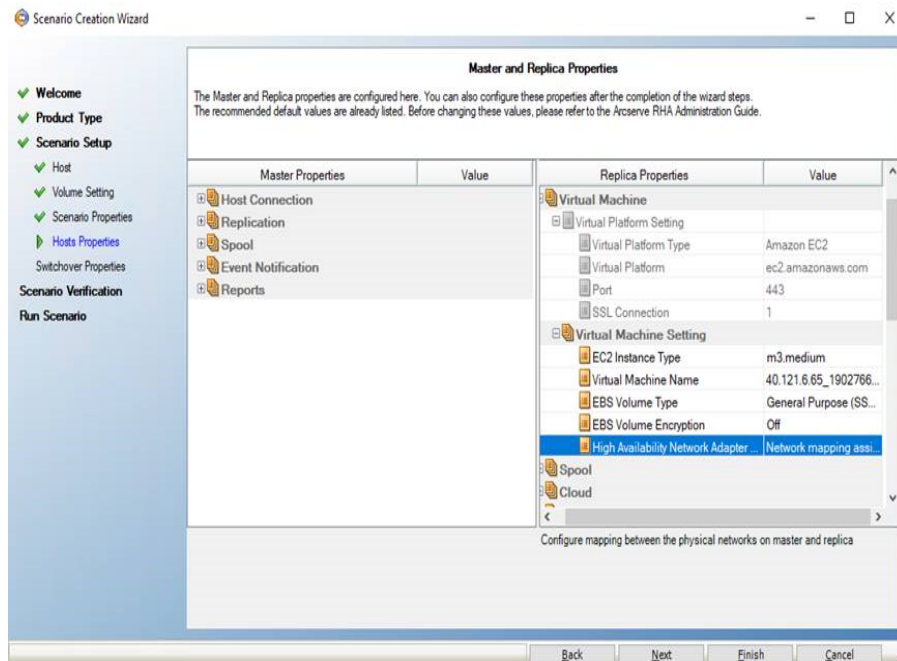 Scenario Creation Wizard
Welcome
Product Type
Scenario Setup
Host
Volume Setting
Scenario Properties
Hosts Properties
Switchover Properties
Scenario Verification
Run Scenario
Master and Replica Properties
The Master and Replica properties are configured here. You can also configure these properties after the completion of the wizard steps.
The recommended default values are already listed. Before changing these values, please refer to the Arcserve RHA Administration Guide.
Master Properties Value
Host Connection
Replication
Spool
Event Notification
Reports
Replica Properties Value
Virtual Machine
Virtual Platform Setting
Virtual Platform Type Amazon EC2
Virtual Platform ec2.amazonaws.com
Port 443
SSL Connection 1
Virtual Machine Setting
EC2 Instance Type m3.medium
Virtual Machine Name 40.121.6.65_1902766...
EBS Volume Type General Purpose (SS...
EBS Volume Encryption Off
High Availability Network Adapter ... Network mapping assi...
Spool
Cloud
Configure mapping between the physical networks on master and replica
Back Next Finish Cancel